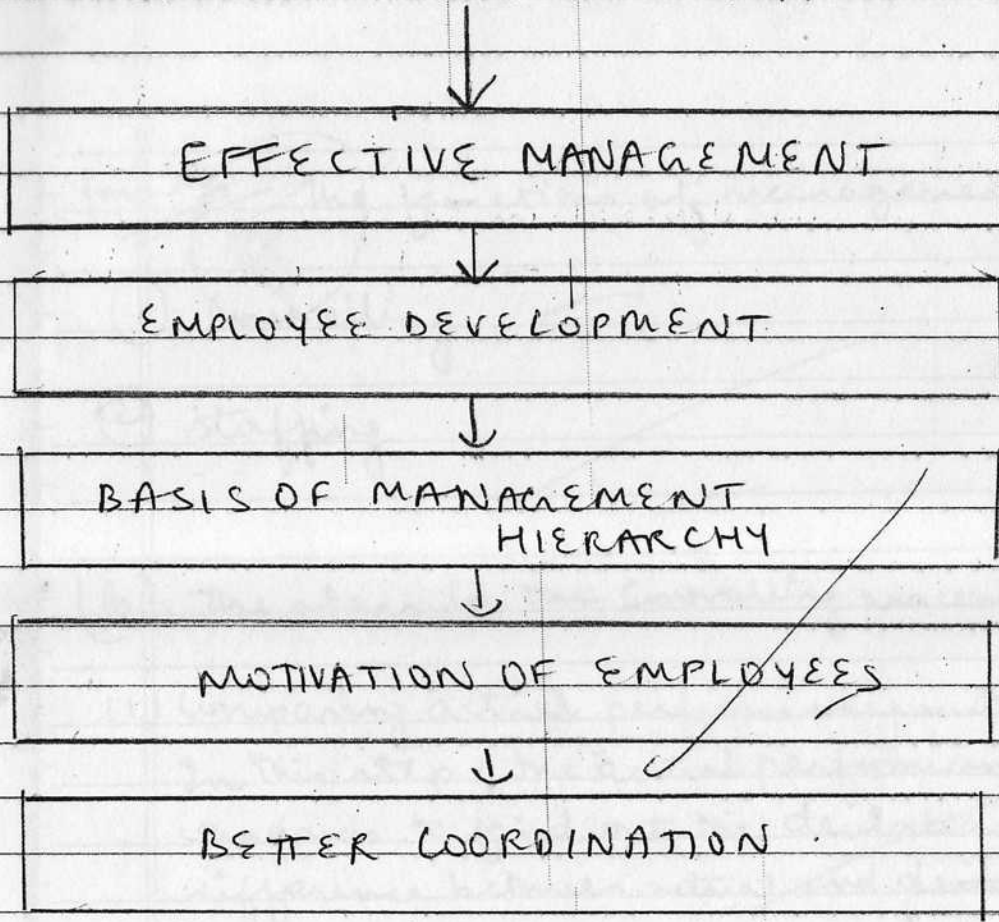 EFFECTIVE MANAGEMENT
EMPLOYEE DEVELOPMENT
BASIS OF MANAGEMENT
HIERARCHY
MOTIVATION OF EMPLOYEES
BETTER COORDINATION